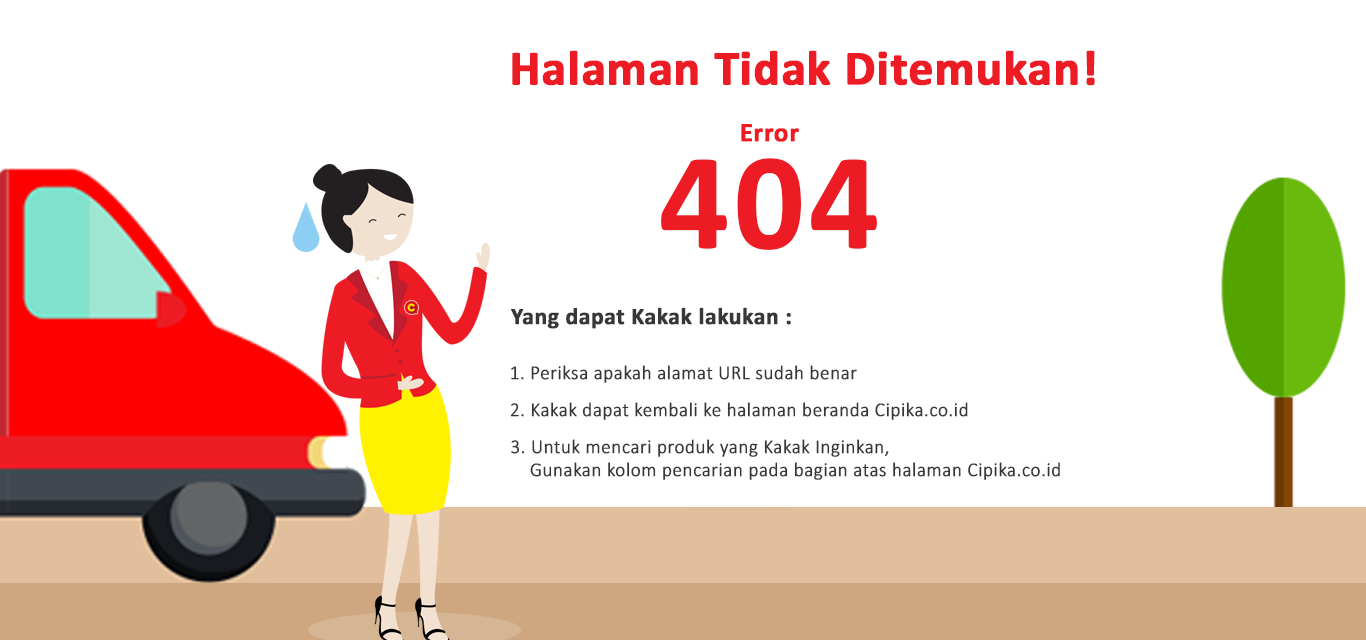 Halaman Tidak Ditemukan!
Error
404
Yang dapat Kakak lakukan :
1. Periksa apakah alamat URL sudah benar
2. Kakak dapat kembali ke halaman beranda Cipika.co.id
3. Untuk mencari produk yang Kakak Inginkan,
Gunakan kolom pencarian pada bagian atas halaman Cipika.co.id
C